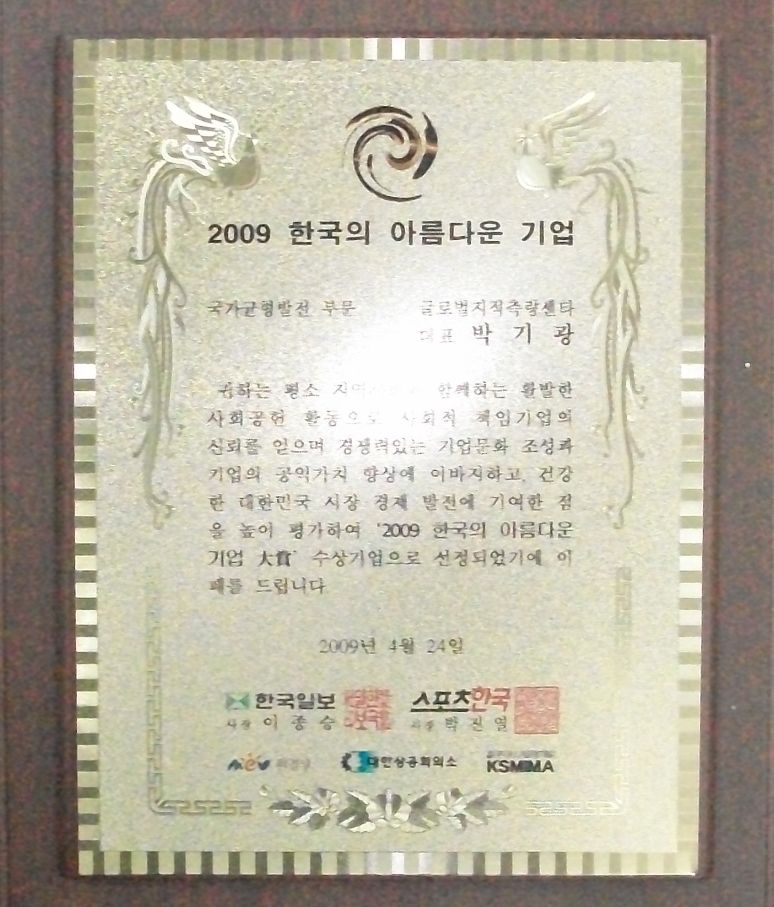 2009 한국의 아름다운 기업
국가균형발전 부문 글로벌지적측량센타
대표 박 기 광
귀하는 평소 함께하는 활발한
사회공헌 활동으로 사회적 책임기업의
신뢰를 얻으며 경쟁력있는 기업문화 조성과
기업의 공익가치 향상에 이바지하고, 건강
한 대한민국 시장 경제 발전에 기여한 점
을 높이 평가하여 '2009 한국의 아름다운
기업 大賞' 수상기업으로 선정되었기에 이
패를 드립니다
2009년 4월 24일
한국일보 스포츠한국
사장 이 종 승 사장 박 진 열
대한상공회의소 KSMMA